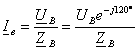 I_B = U_B / Z_B = U_B e^{-j120°} / Z_B